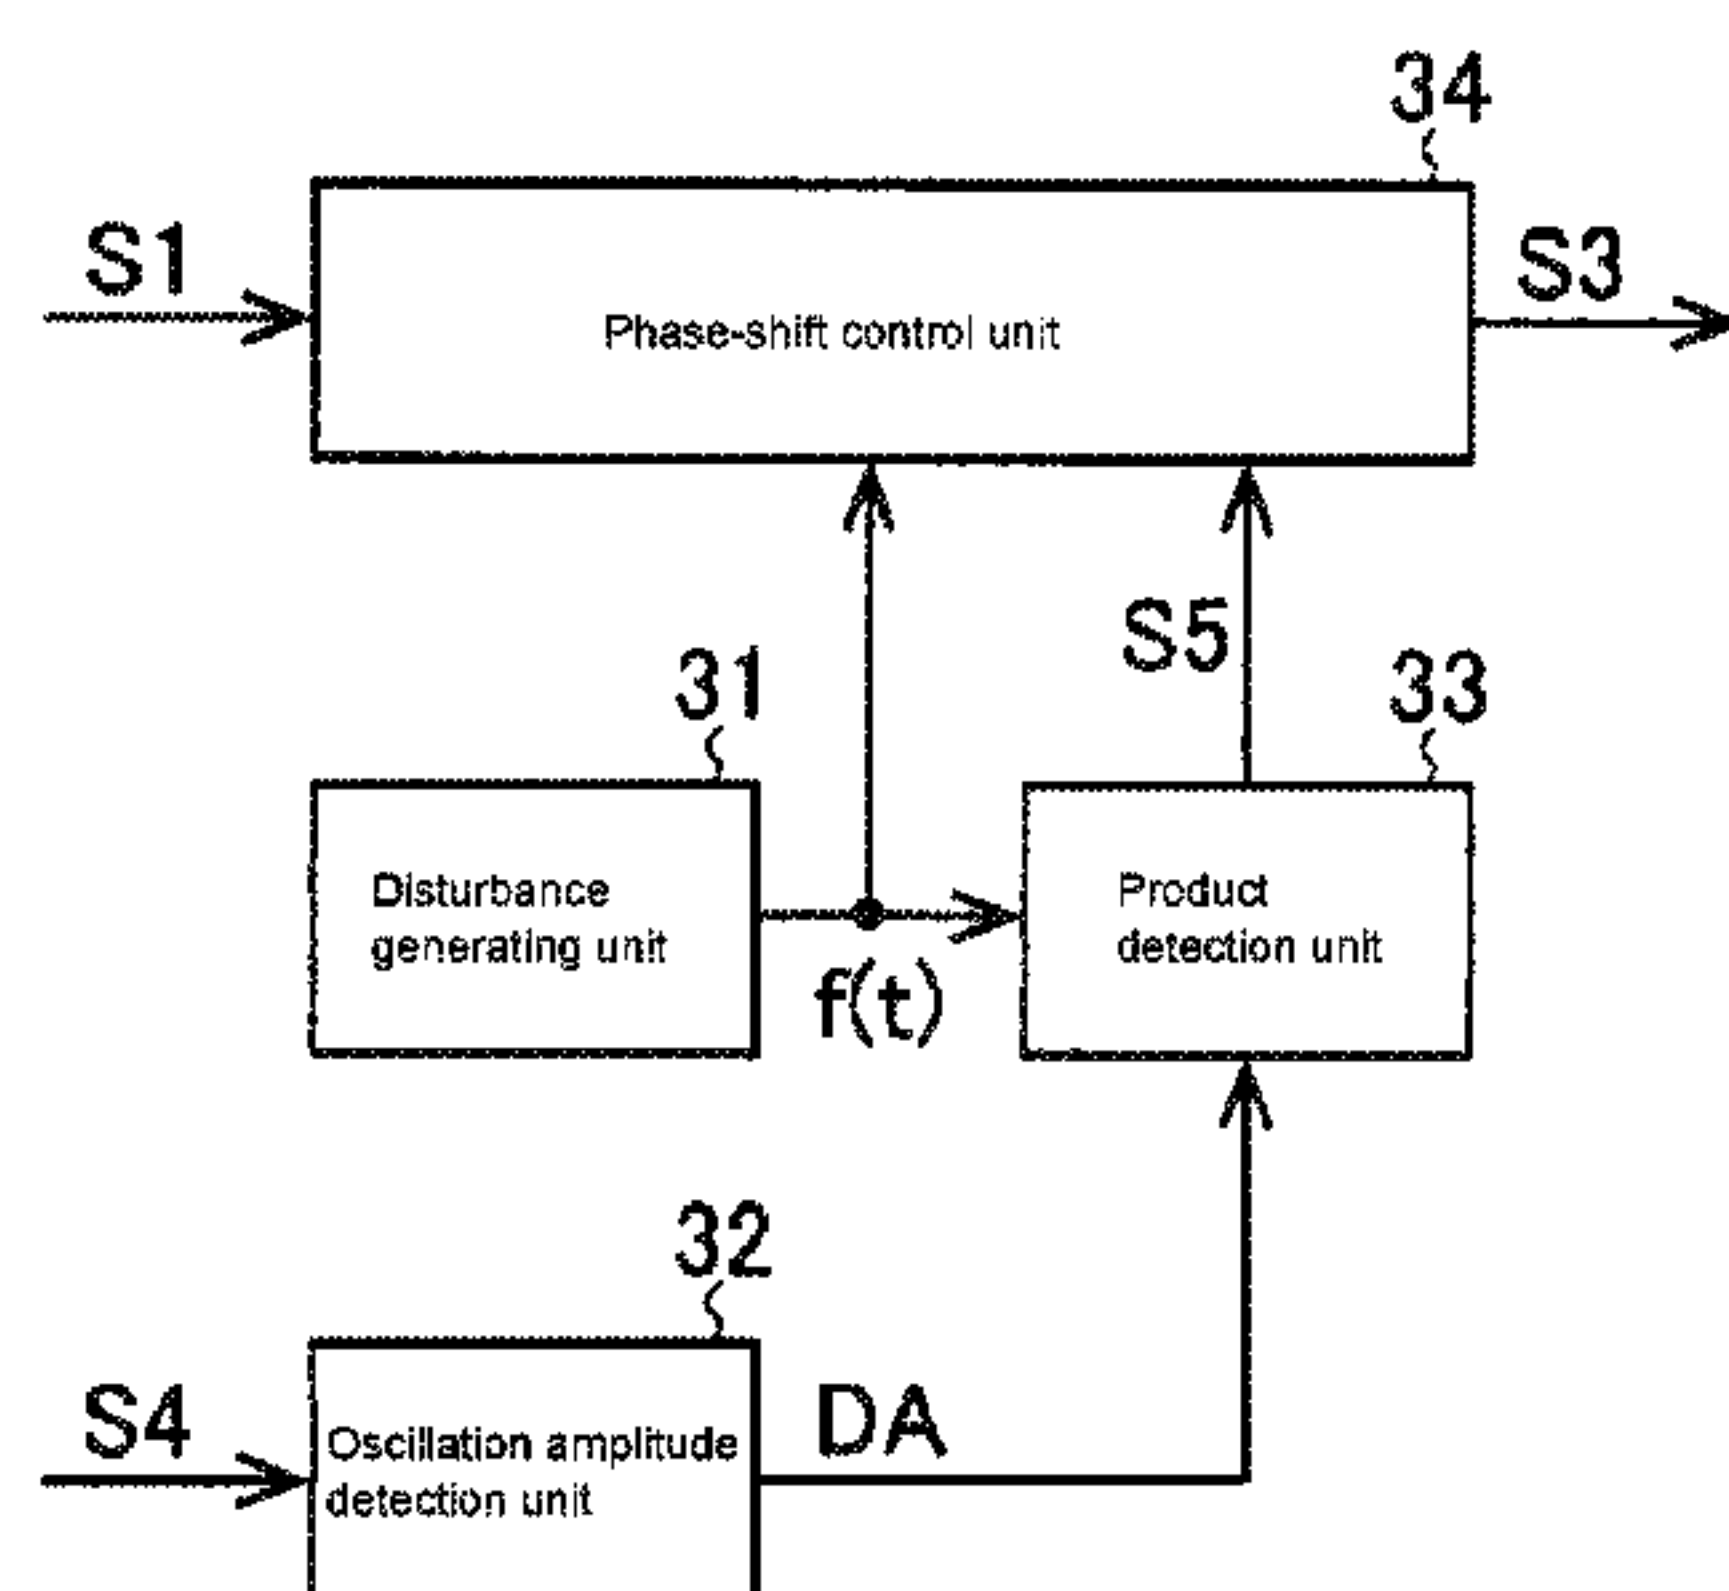 34
S1
S3
Phase-shift control unit
S5
31
33
Disturbance
generating unit
Product
detection unit
f(t)
32
S4
DA
Oscillation amplitude
detection unit